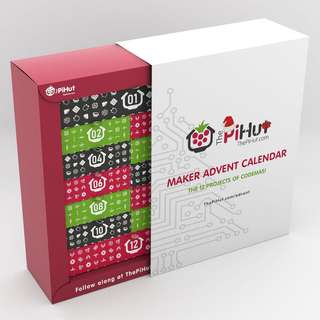 The PiHut
01
02
04
06
08
10
12
Follow along at ThePiHut
The PiHut
ThePiHut.com
MAKER ADVENT CALENDAR
THE 12 PROJECTS OF CODEMAS!
ThePiHut.com/advent